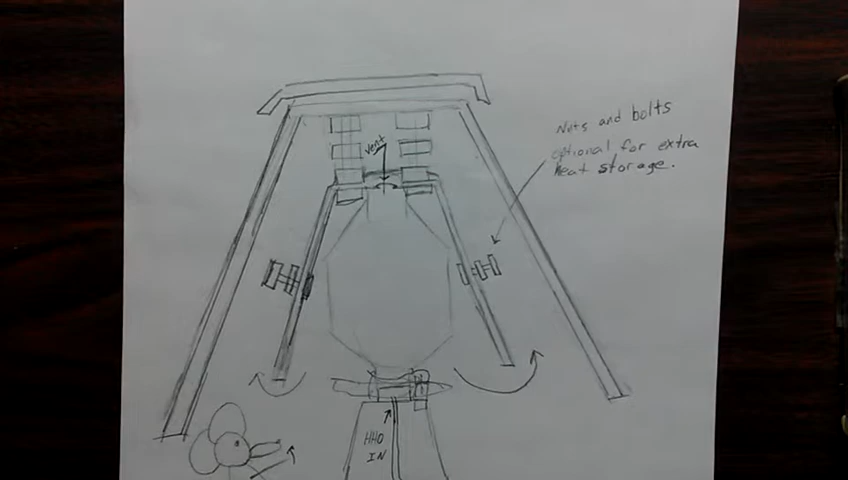 Nuts and bolts
optional for extra
heat storage.
vent
HHO
IN